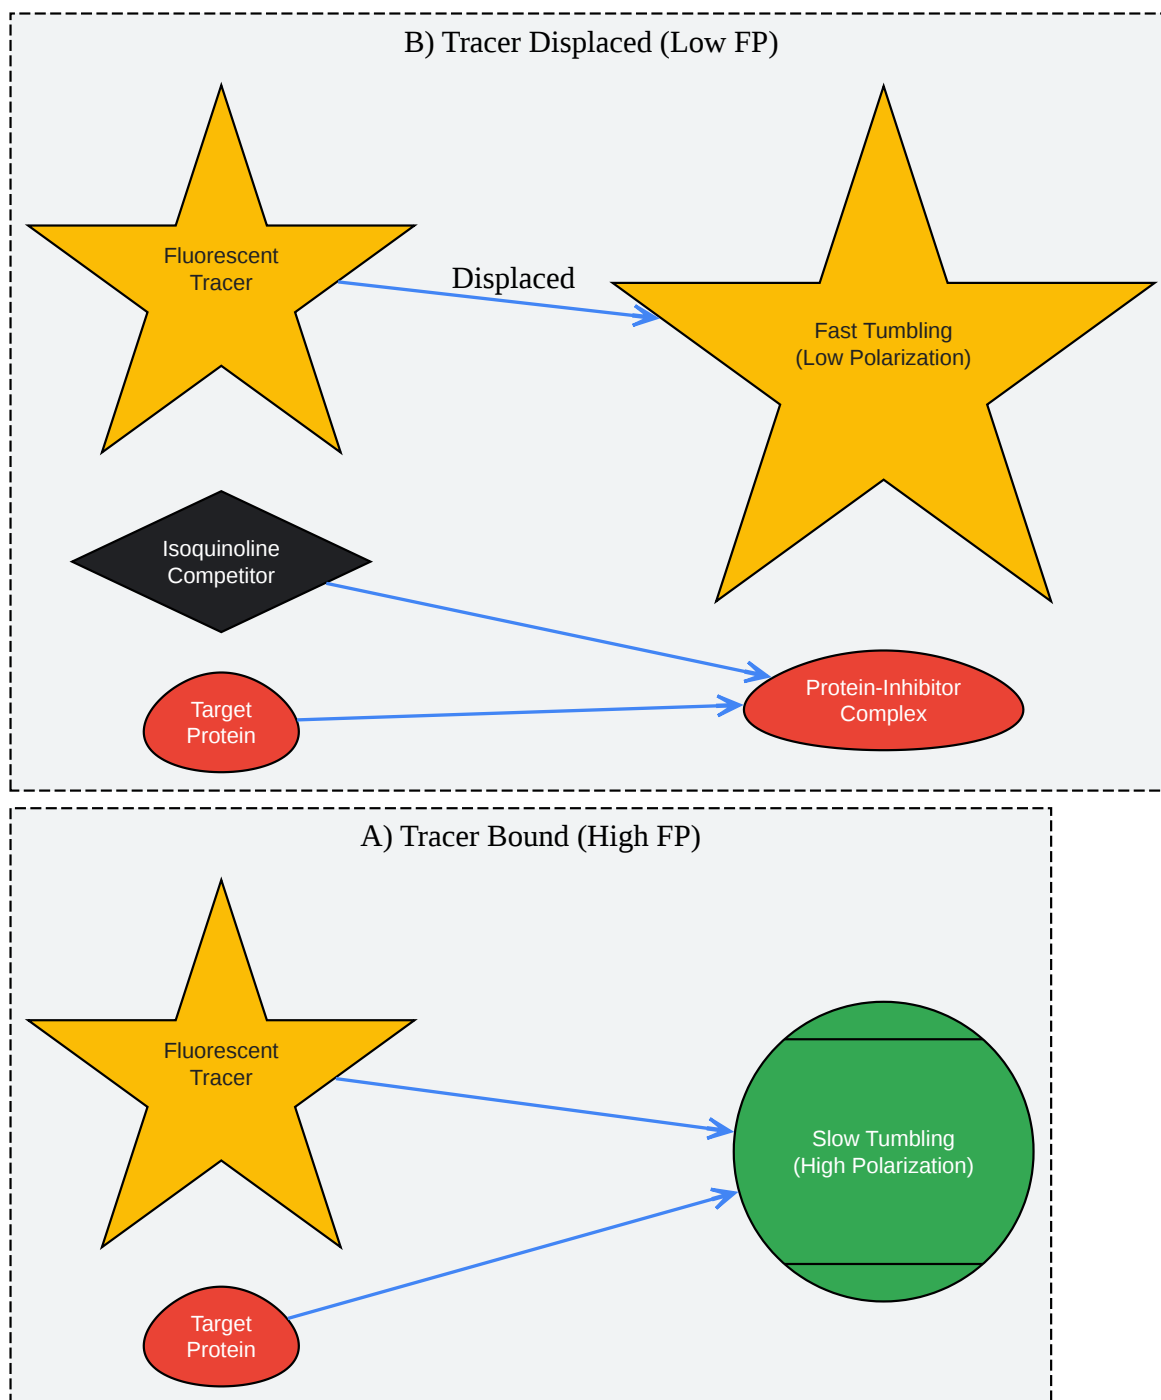 B) Tracer Displaced (Low FP)
Fluorescent
Tracer
Displaced
Fast Tumbling
(Low Polarization)
Isoquinoline
Competitor
Target
Protein
Protein-Inhibitor
Complex
A) Tracer Bound (High FP)
Fluorescent
Tracer
Slow Tumbling
(High Polarization)
Target
Protein